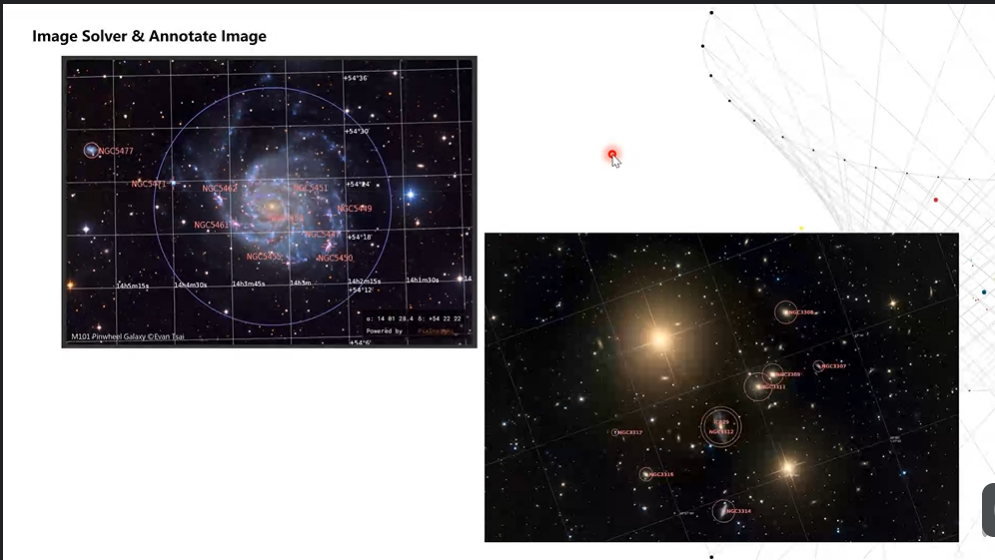 Image Solver & Annotate Image
+54°36'
+54°30'
NGC5477
NGC5471
NGC5462
NGC5451
+54°24'
NGC5449
NGC5461
NGC5447
+54°18'
NGC5455
NGC5450
14h5m15s
14h4m30s
14h3m45s
14h3m
14h2m15s
14h1m30s
14
+54°12'
α: 14 01 28.4 δ: +54 22 22
Powered by
M101 Pinwheel Galaxy ©Evan Tsai
+54°6'
NGC3308
NGC3307
NGC3309
NGC3311
NGC3312
NGC3317
NGC3316
NGC3314